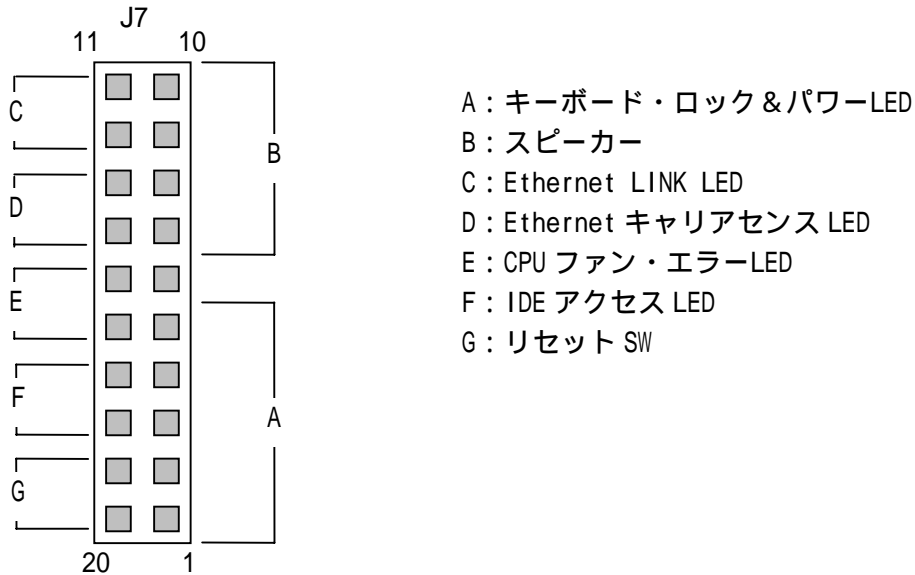 J7
11 10
C
D
E
F
G
B
A
20 1
A：キーボード・ロック＆パワーLED
B：スピーカー
C：Ethernet LINK LED
D：Ethernet キャリアセンス LED
E：CPU ファン・エラーLED
F：IDE アクセス LED
G：リセット SW